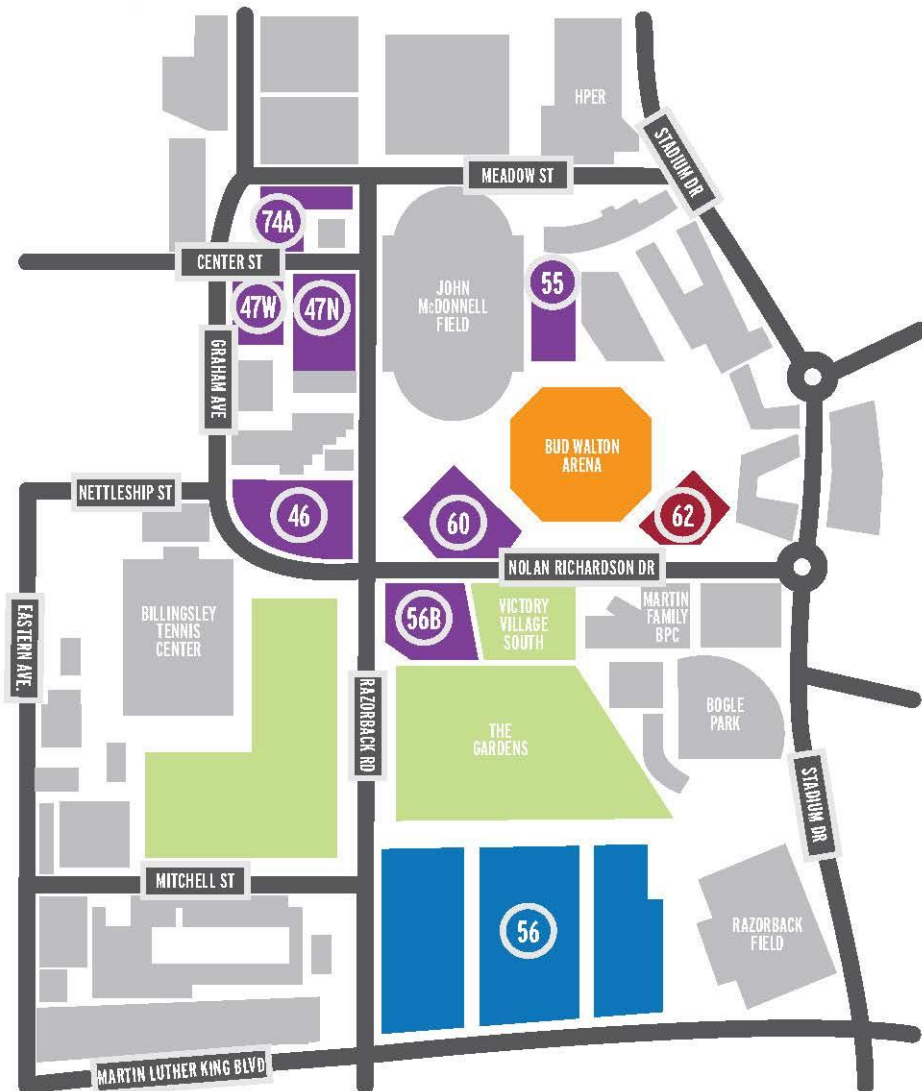 HPER
STADIUM DR
MEADOW ST
74A
CENTER ST
47W
47N
JOHN
McDONNELL
FIELD
55
GRAHAM AVE
BUD WALTON
ARENA
NETTLESHIP ST
46
60
62
NOLAN RICHARDSON DR
EASTERN AVE.
BILLINGSLEY
TENNIS
CENTER
56B
VICTORY
VILLAGE
SOUTH
MARTIN
FAMILY
BPC
RAZORBACK RD
THE
GARDENS
BOGLE
PARK
STADIUM DR
MITCHELL ST
56
RAZORBACK
FIELD
MARTIN LUTHER KING BLVD